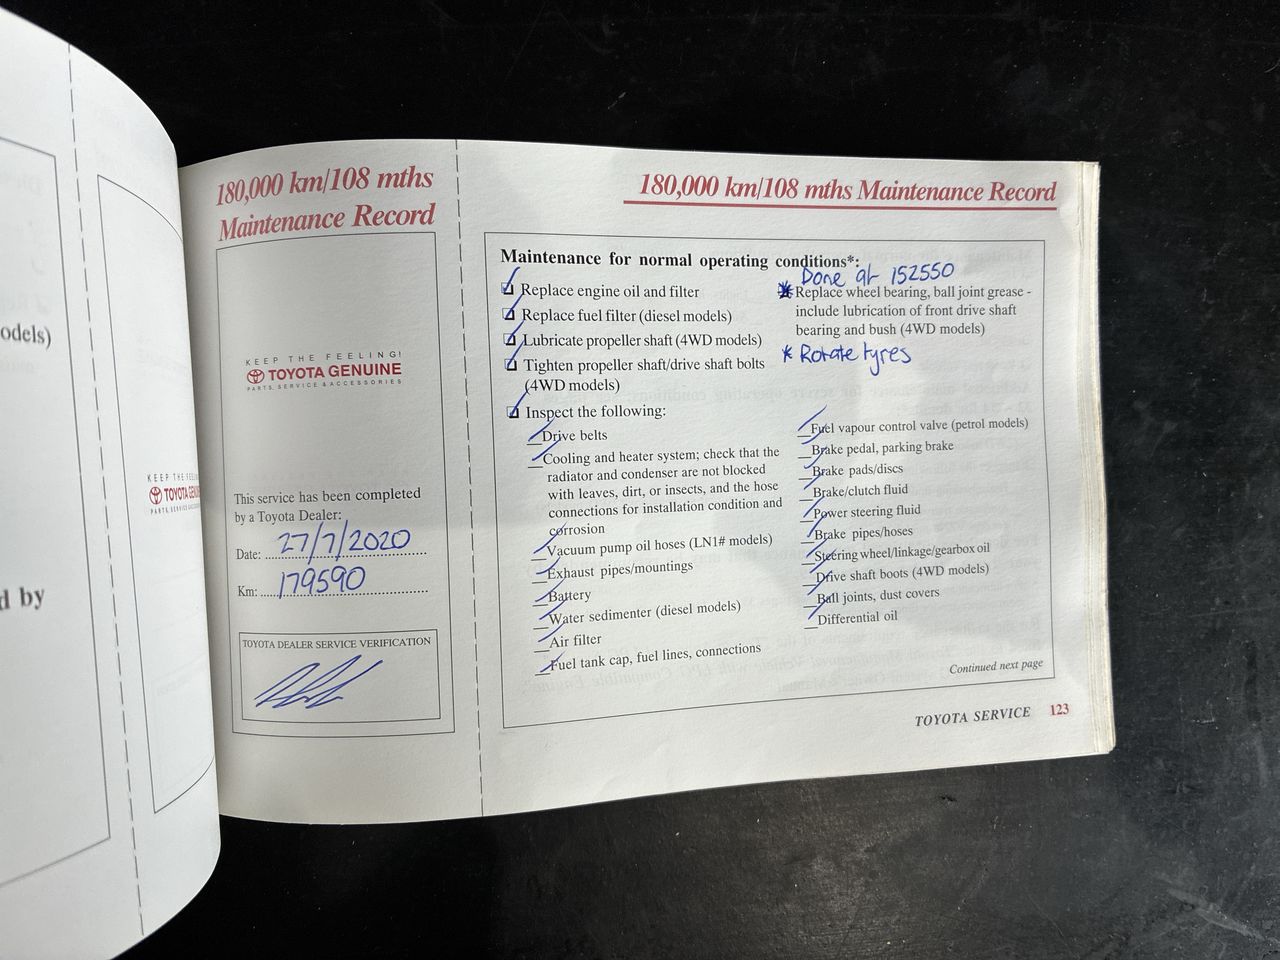 odels)
d by
KEEP THE FEE
TOYOTA GENU
180,000 km/108 mths
Maintenance Record
KEEP THE FEELING!
TOYOTA GENUINE
PARTS, SERVICE & ACCESSORIES
This service has been completed
by a Toyota Dealer:
Date: 27/7/2020
Km: 179590
TOYOTA DEALER SERVICE VERIFICATION
180,000 km/108 mths Maintenance Record
Maintenance for normal operating conditions*:
Replace engine oil and filter
Replace fuel filter (diesel models)
Lubricate propeller shaft (4WD models)
Tighten propeller shaft/drive shaft bolts
(4WD models)
Inspect the following:
Drive belts
Cooling and heater system; check that the
radiator and condenser are not blocked
with leaves, dirt, or insects, and the hose
connections for installation condition and
corrosion
Vacuum pump oil hoses (LN1# models)
Exhaust pipes/mountings
Battery
Water sedimenter (diesel models)
Air filter
Fuel tank cap, fuel lines, connections
Done at 152550
* Replace wheel bearing, ball joint grease -
include lubrication of front drive shaft
bearing and bush (4WD models)
* Rotate tyres
Fuel vapour control valve (petrol models)
Brake pedal, parking brake
Brake pads/discs
Brake/clutch fluid
Power steering fluid
Brake pipes/hoses
Steering wheel/linkage/gearbox oil
Drive shaft boots (4WD models)
Ball joints, dust covers
Differential oil
Continued next page
TOYOTA SERVICE 123